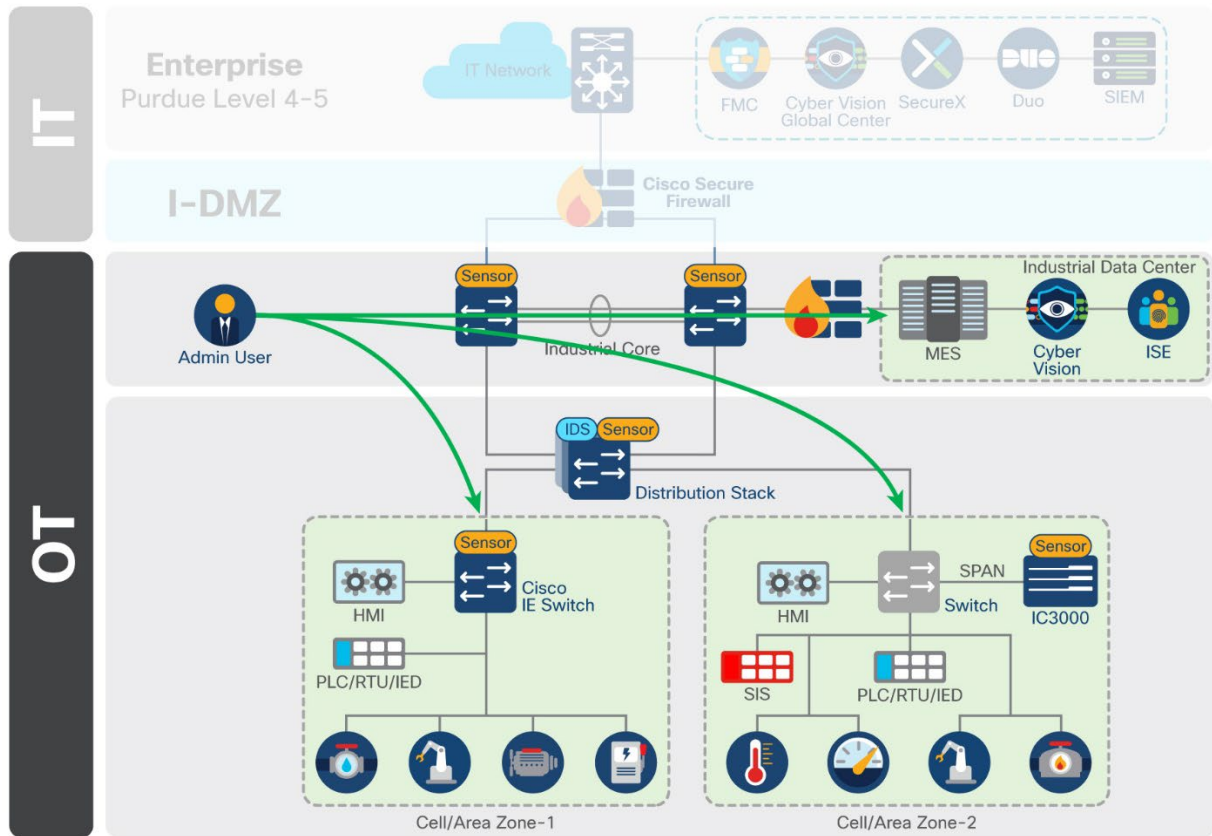 IT
Enterprise
Purdue Level 4-5
IT Network
FMC
Cyber Vision
Global Center
SecureX
DUO
Duo
SIEM
I-DMZ
Cisco Secure
Firewall
OT
Admin User
Sensor
Sensor
Industrial Core
Industrial Data Center
MES
Cyber
Vision
ISE
IDS
Sensor
Distribution Stack
Sensor
HMI
Cisco
IE Switch
PLC/RTU/IED
Cell/Area Zone-1
HMI
Switch
SPAN
Sensor
IC3000
SIS
PLC/RTU/IED
Cell/Area Zone-2